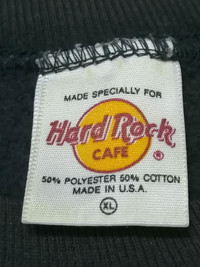 MADE SPECIALLY FOR
Hard Rock
CAFE
®
50% POLYESTER 50% COTTON
MADE IN U.S.A.
XL